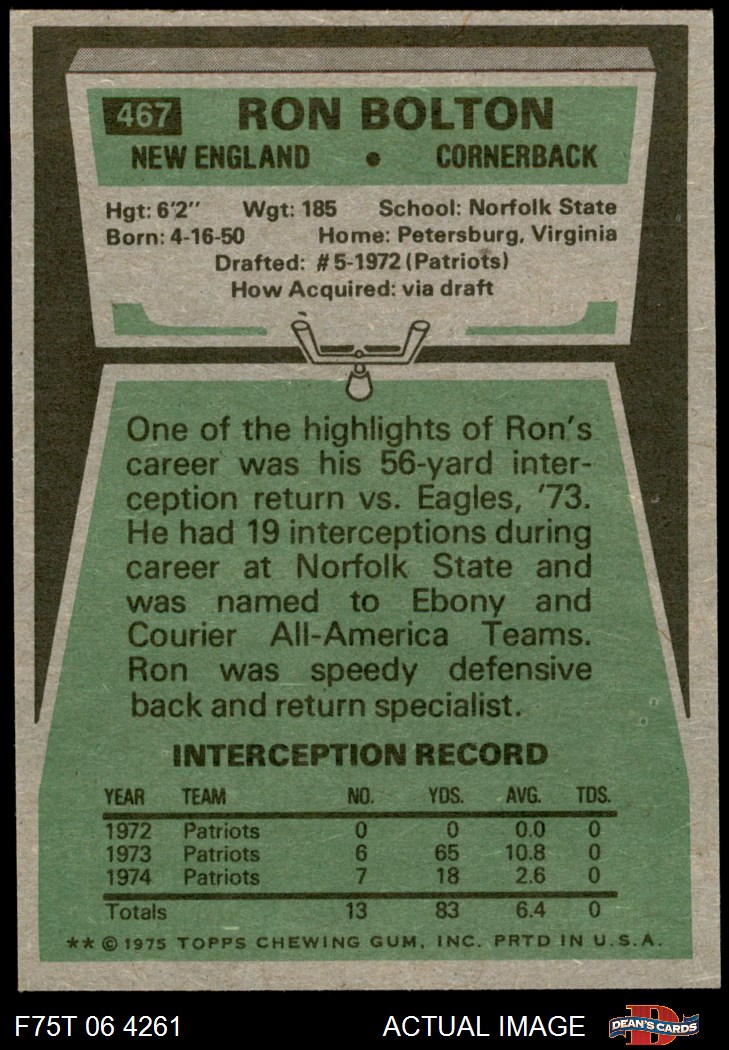 467 RON BOLTON
NEW ENGLAND • CORNERBACK
Hgt: 6'2" Wgt: 185 School: Norfolk State
Born: 4-16-50 Home: Petersburg, Virginia
Drafted: #5-1972 (Patriots)
How Acquired: via draft
One of the highlights of Ron's
career was his 56-yard inter-
ception return vs. Eagles, '73.
He had 19 interceptions during
career at Norfolk State and
was named to Ebony and
Courier All-America Teams.
Ron was speedy defensive
back and return specialist.
INTERCEPTION RECORD
YEAR TEAM NO. YDS. AVG. TDS.
1972 Patriots 0 0 0.0 0
1973 Patriots 6 65 10.8 0
1974 Patriots 7 18 2.6 0
Totals 13 83 6.4 0
** © 1975 TOPPS CHEWING GUM, INC. PRTD IN U.S.A.
F75T 06 4261 ACTUAL IMAGE DEAN'S CARDS